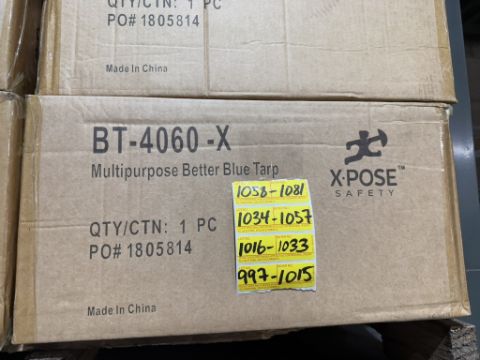 QTY/CTN: 1 PC
PO# 1805814
Made In China
BT-4060-X
Multipurpose Better Blue Tarp
X-POSE™
SAFETY
QTY/CTN: 1 PC
PO# 1805814
Made In China
1058-1081
1034-1057
1016-1033
997-1015